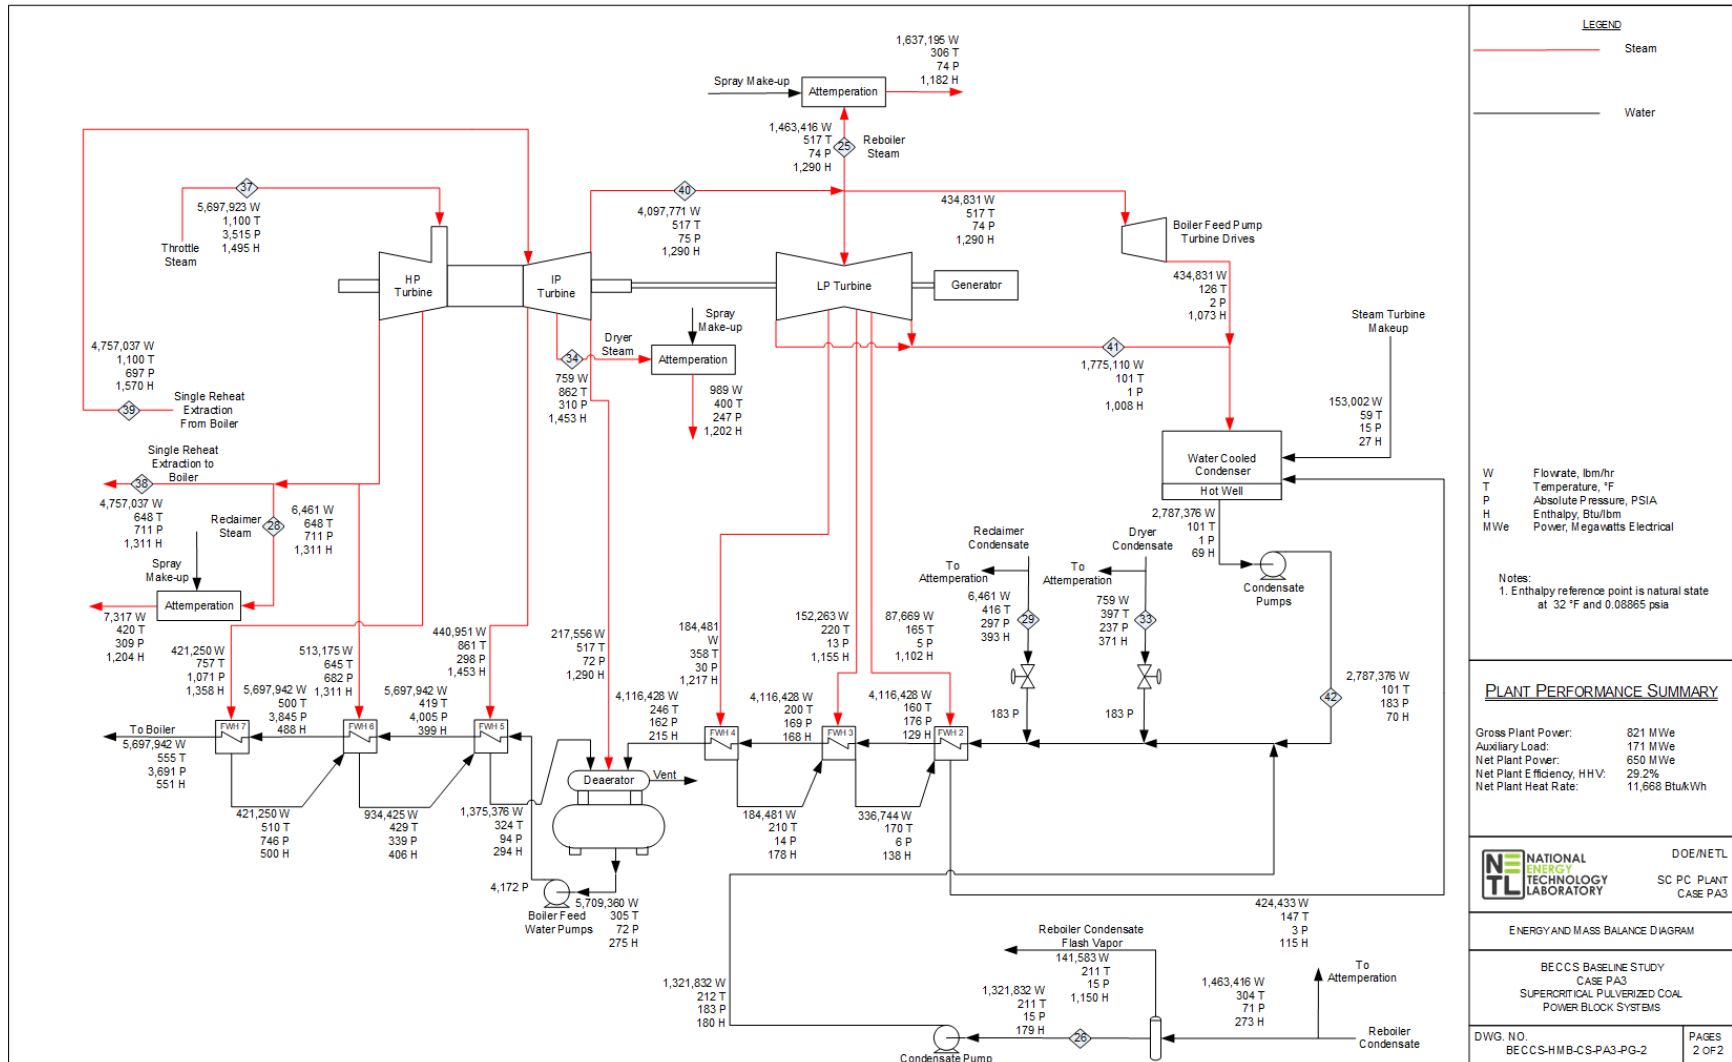 LEGEND
Steam
Water
1,637,195 W
306 T
74 P
1,182 H
Spray Make-up
Attemperation
1,463,416 W
517 T
74 P
1,290 H
25
Reboiler
Steam
37
5,697,923 W
1,100 T
3,515 P
1,495 H
Throttle
Steam
40
4,097,771 W
517 T
75 P
1,290 H
434,831 W
517 T
74 P
1,290 H
Boiler Feed Pump
Turbine Drives
HP
Turbine
IP
Turbine
LP Turbine
Generator
434,831 W
126 T
2 P
1,073 H
Steam Turbine
Makeup
4,757,037 W
1,100 T
697 P
1,570 H
39
Single Reheat
Extraction
From Boiler
Dryer
Steam
34
Spray
Make-up
Attemperation
759 W
862 T
310 P
1,453 H
989 W
400 T
247 P
1,202 H
41
1,775,110 W
101 T
1 P
1,008 H
153,002 W
59 T
15 P
27 H
Single Reheat
Extraction to
Boiler
38
4,757,037 W
648 T
711 P
1,311 H
Reclaimer
Steam
28
6,461 W
648 T
711 P
1,311 H
Spray
Make-up
Attemperation
7,317 W
420 T
309 P
1,204 H
Water Cooled
Condenser
Hot Well
2,787,376 W
101 T
1 P
69 H
Condensate
Pumps
Reclaimer
Condensate
To
Attemperation
6,461 W
416 T
297 P
393 H
29
183 P
Dryer
Condensate
To
Attemperation
759 W
397 T
237 P
371 H
33
183 P
2,787,376 W
101 T
183 P
70 H
42
421,250 W
757 T
1,071 P
1,358 H
513,175 W
645 T
682 P
1,311 H
440,951 W
861 T
298 P
1,453 H
217,556 W
517 T
72 P
1,290 H
184,481
W
358 T
30 P
1,217 H
152,263 W
220 T
13 P
1,155 H
87,669 W
165 T
5 P
1,102 H
To Boiler
5,697,942 W
555 T
3,691 P
551 H
FWH 7
5,697,942 W
500 T
3,845 P
488 H
FWH 6
5,697,942 W
419 T
4,005 P
399 H
FWH 5
4,116,428 W
246 T
162 P
215 H
FWH 4
4,116,428 W
200 T
169 P
168 H
FWH 3
4,116,428 W
160 T
176 P
129 H
FWH 2
Deaerator
Vent
421,250 W
510 T
746 P
500 H
934,425 W
429 T
339 P
406 H
1,375,376 W
324 T
94 P
294 H
184,481 W
210 T
14 P
178 H
336,744 W
170 T
6 P
138 H
4,172 P
Boiler Feed
Water Pumps
5,709,360 W
305 T
72 P
275 H
424,433 W
147 T
3 P
115 H
Reboiler Condensate
Flash Vapor
141,583 W
211 T
15 P
1,150 H
1,321,832 W
212 T
183 P
180 H
1,321,832 W
211 T
15 P
179 H
26
Condensate Pump
1,463,416 W
304 T
71 P
273 H
To
Attemperation
Reboiler
Condensate
W Flowrate, lbm/hr
T Temperature, °F
P Absolute Pressure, PSIA
H Enthalpy, Btu/lbm
MWe Power, Megawatts Electrical
Notes:
1. Enthalpy reference point is natural state
at 32 °F and 0.08865 psia
PLANT PERFORMANCE SUMMARY
Gross Plant Power: 821 MWe
Auxiliary Load: 171 MWe
Net Plant Power: 650 MWe
Net Plant Efficiency, HHV: 29.2%
Net Plant Heat Rate: 11,668 Btu/kWh
NETL
NATIONAL
ENERGY
TECHNOLOGY
LABORATORY
DOE/NETL
SC PC PLANT
CASE PA3
ENERGY AND MASS BALANCE DIAGRAM
BECCS BASELINE STUDY
CASE PA3
SUPERCRITICAL PULVERIZED COAL
POWER BLOCK SYSTEMS
DWG. NO.
BECCS-HMB-CS-PA3-PG-2
PAGES
2 OF 2